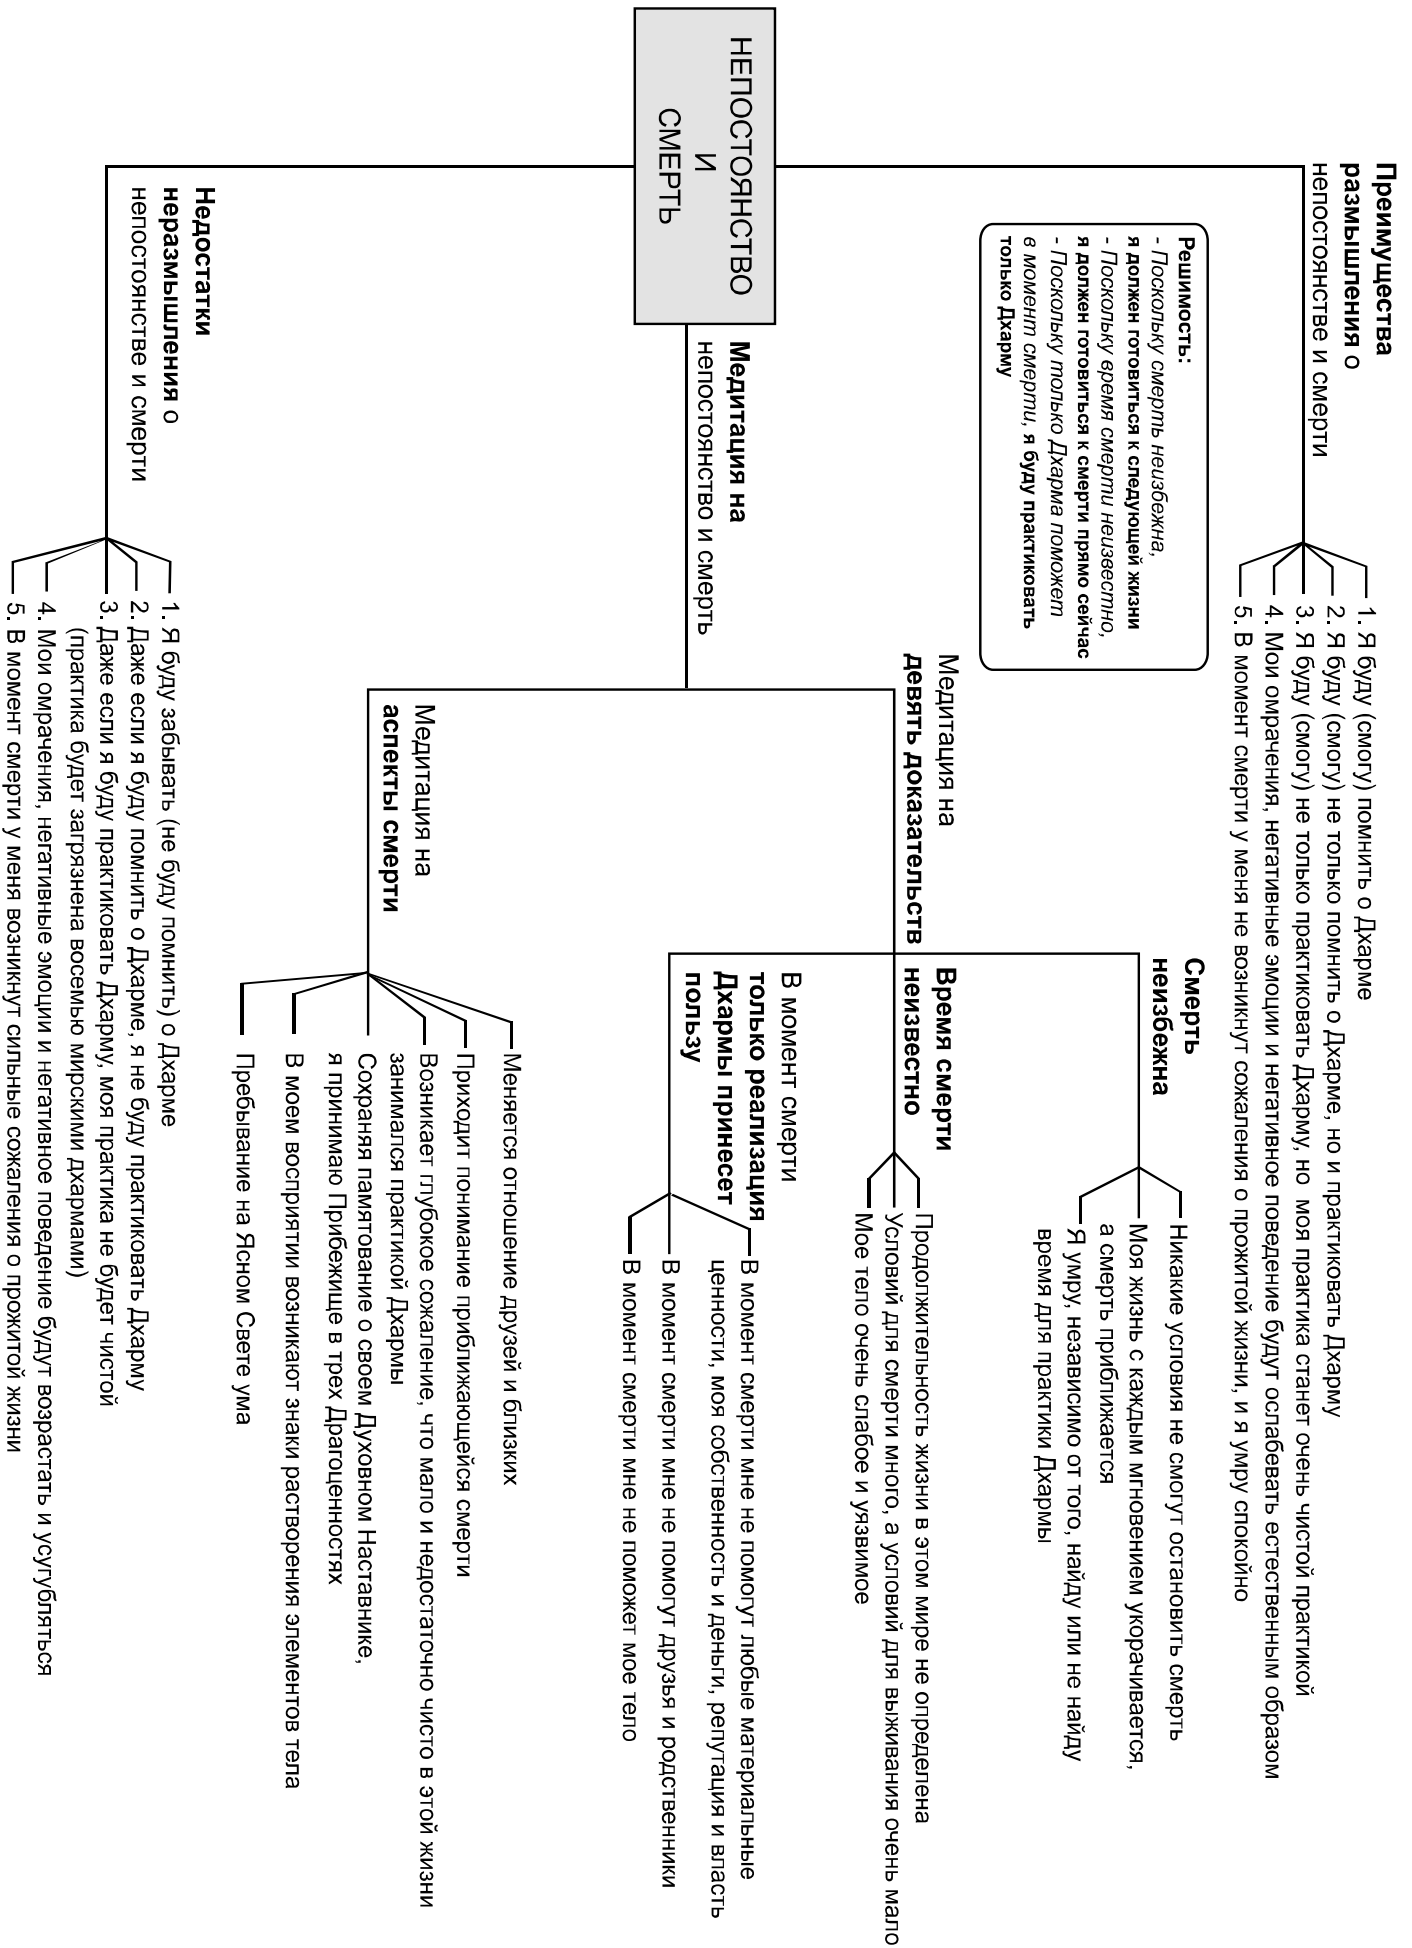 НЕПОСТОЯНСТВО
И
СМЕРТЬ
Преимущества
размышления о
непостоянстве и смерти
1. Я буду (смогу) помнить о Дхарме
2. Я буду (смогу) не только помнить о Дхарме, но и практиковать Дхарму
3. Я буду (смогу) не только практиковать Дхарму, но моя практика станет очень чистой практикой
4. Мои омрачения, негативные эмоции и негативное поведение будут ослабевать естественным образом
5. В момент смерти у меня не возникнут сожаления о прожитой жизни, и я умру спокойно
Решимость:
- Поскольку смерть неизбежна,
я должен готовиться к следующей жизни
- Поскольку время смерти неизвестно,
я должен готовиться к смерти прямо сейчас
- Поскольку только Дхарма поможет
в момент смерти, я буду практиковать
только Дхарму
Медитация на
непостоянство и смерть
Медитация на
девять доказательств
Смерть
неизбежна
Никакие условия не смогут остановить смерть
Моя жизнь с каждым мгновением укорачивается,
а смерть приближается
Я умру, независимо от того, найду или не найду
время для практики Дхармы
Время смерти
неизвестно
Продолжительность жизни в этом мире не определена
Условий для смерти много, а условий для выживания очень мало
Мое тело очень слабое и уязвимое
В момент смерти
только реализация
Дхармы принесет
пользу
В момент смерти мне не помогут любые материальные
ценности, моя собственность и деньги, репутация и власть
В момент смерти мне не помогут друзья и родственники
В момент смерти мне не поможет мое тело
Медитация на
аспекты смерти
Меняется отношение друзей и близких
Приходит понимание приближающейся смерти
Возникает глубокое сожаление, что мало и недостаточно чисто в этой жизни
занимался практикой Дхармы
Сохраняя памятование о своем Духовном Наставнике,
я принимаю Прибежище в трех Драгоценностях
В моем восприятии возникают знаки растворения элементов тела
Пребывание на Ясном Свете ума
Недостатки
неразмышления о
непостоянстве и смерти
1. Я буду забывать (не буду помнить) о Дхарме
2. Даже если я буду помнить о Дхарме, я не буду практиковать Дхарму
3. Даже если я буду практиковать Дхарму, моя практика не будет чистой
(практика будет загрязнена восемью мирскими дхармами)
4. Мои омрачения, негативные эмоции и негативное поведение будут возрастать и усугубляться
5. В момент смерти у меня возникнут сильные сожаления о прожитой жизни